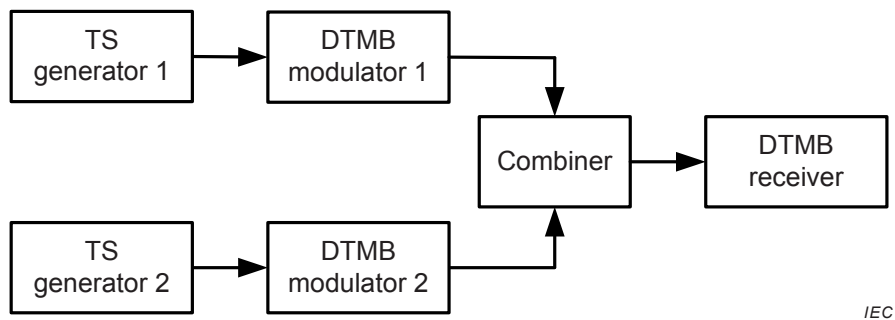 TS
generator 1
DTMB
modulator 1
Combiner
DTMB
receiver
TS
generator 2
DTMB
modulator 2
IEC